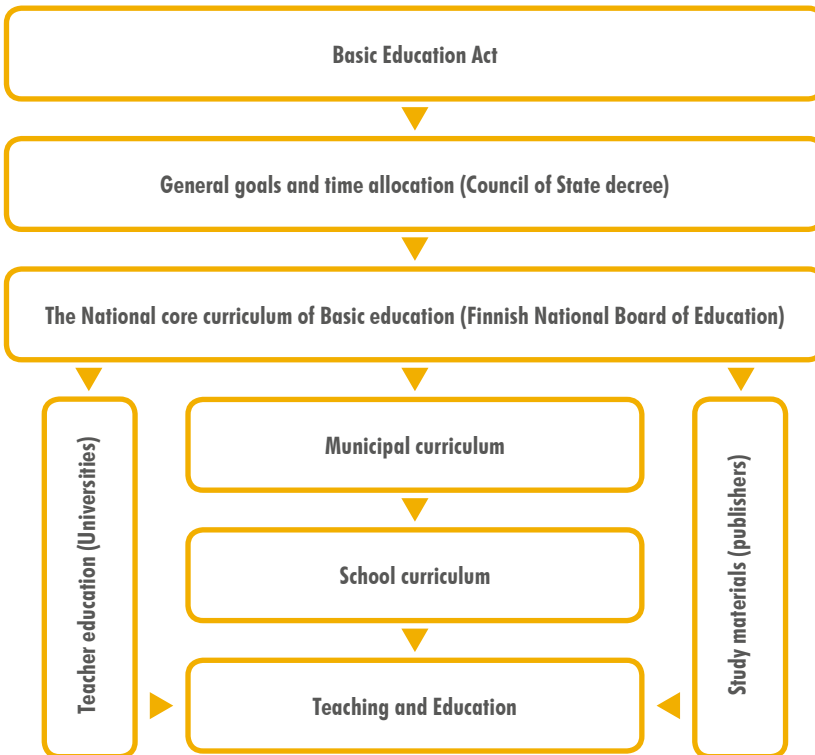 Basic Education Act
General goals and time allocation (Council of State decree)
The National core curriculum of Basic education (Finnish National Board of Education)
Teacher education (Universities)
Municipal curriculum
School curriculum
Teaching and Education
Study materials (publishers)